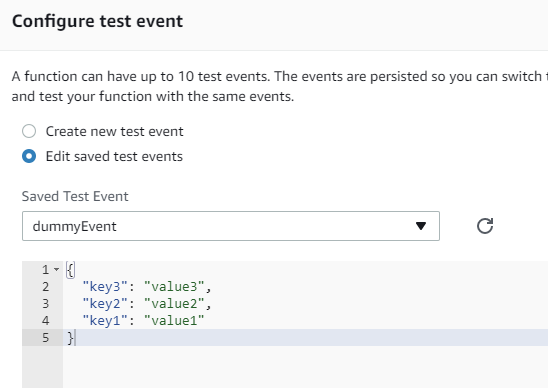 Configure test event
A function can have up to 10 test events. The events are persisted so you can switch
and test your function with the same events.
Create new test event
Edit saved test events
Saved Test Event
dummyEvent
1 {
2 "key3": "value3",
3 "key2": "value2",
4 "key1": "value1"
5 }